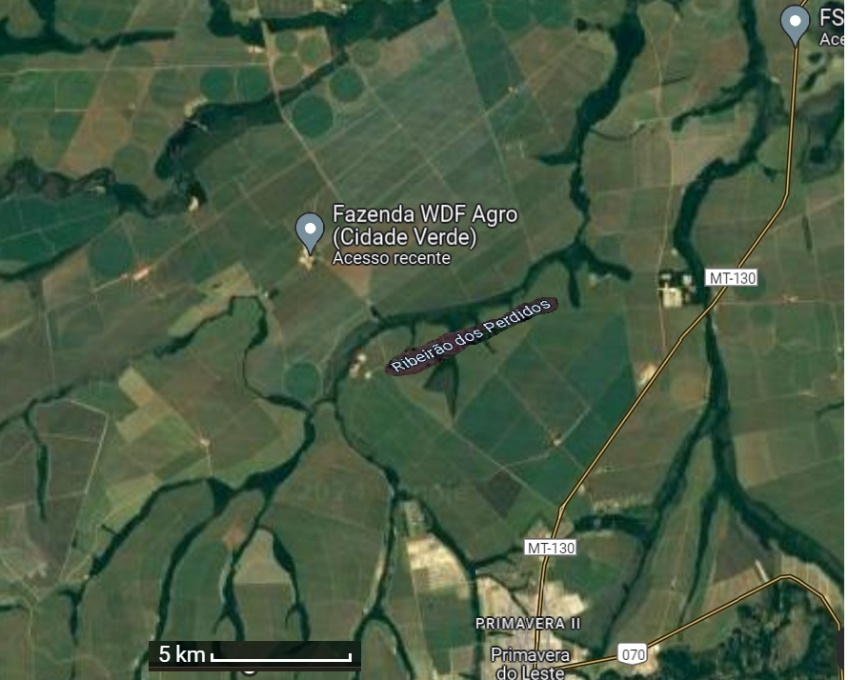 FS
Ace
Fazenda WDF Agro
(Cidade Verde)
Acesso recente
MT-130
Ribeirão dos Perdidos
MT-130
PRIMAVERA II
Primavera
do Leste
070
5 km